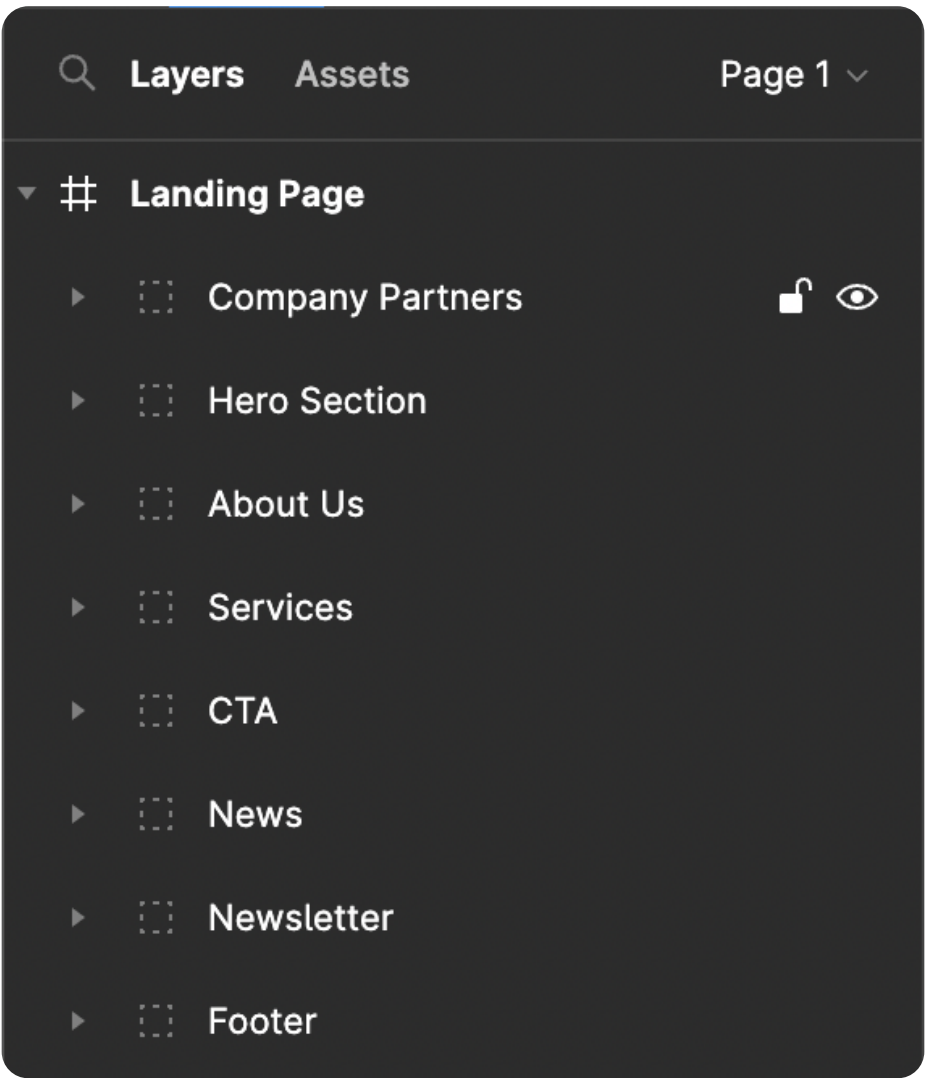 Layers Assets Page 1
Landing Page
Company Partners
Hero Section
About Us
Services
CTA
News
Newsletter
Footer